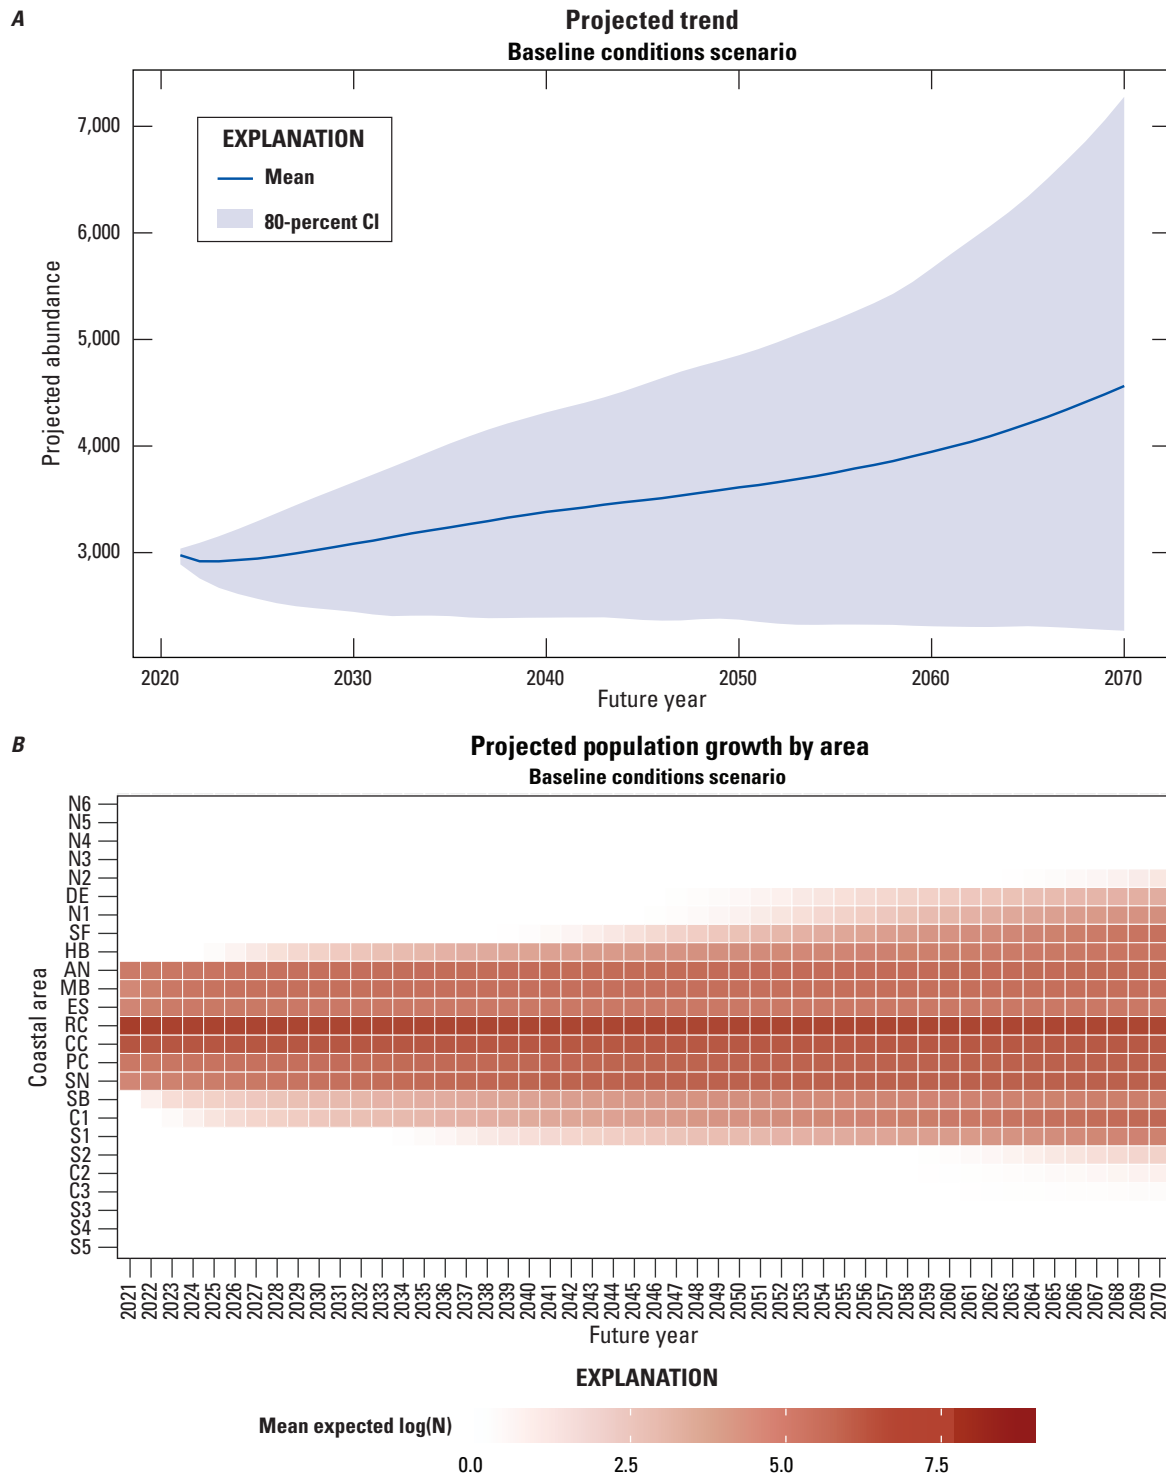 A
Projected trend
Baseline conditions scenario
7,000
6,000
5,000
4,000
3,000
Projected abundance
EXPLANATION
Mean
80-percent CI
2020 2030 2040 2050 2060 2070
Future year
B
Projected population growth by area
Baseline conditions scenario
Coastal area
N6
N5
N4
N3
N2
DE
N1
SF
HB
AN
MB
ES
RC
CC
PC
SN
SB
C1
S1
S2
C2
C3
S3
S4
S5
2021 2022 2023 2024 2025 2026 2027 2028 2029 2030 2031 2032 2033 2034 2035 2036 2037 2038 2039 2040 2041 2042 2043 2044 2045 2046 2047 2048 2049 2050 2051 2052 2053 2054 2055 2056 2057 2058 2059 2060 2061 2062 2063 2064 2065 2066 2067 2068 2069 2070
Future year
EXPLANATION
Mean expected log(N)
0.0 2.5 5.0 7.5